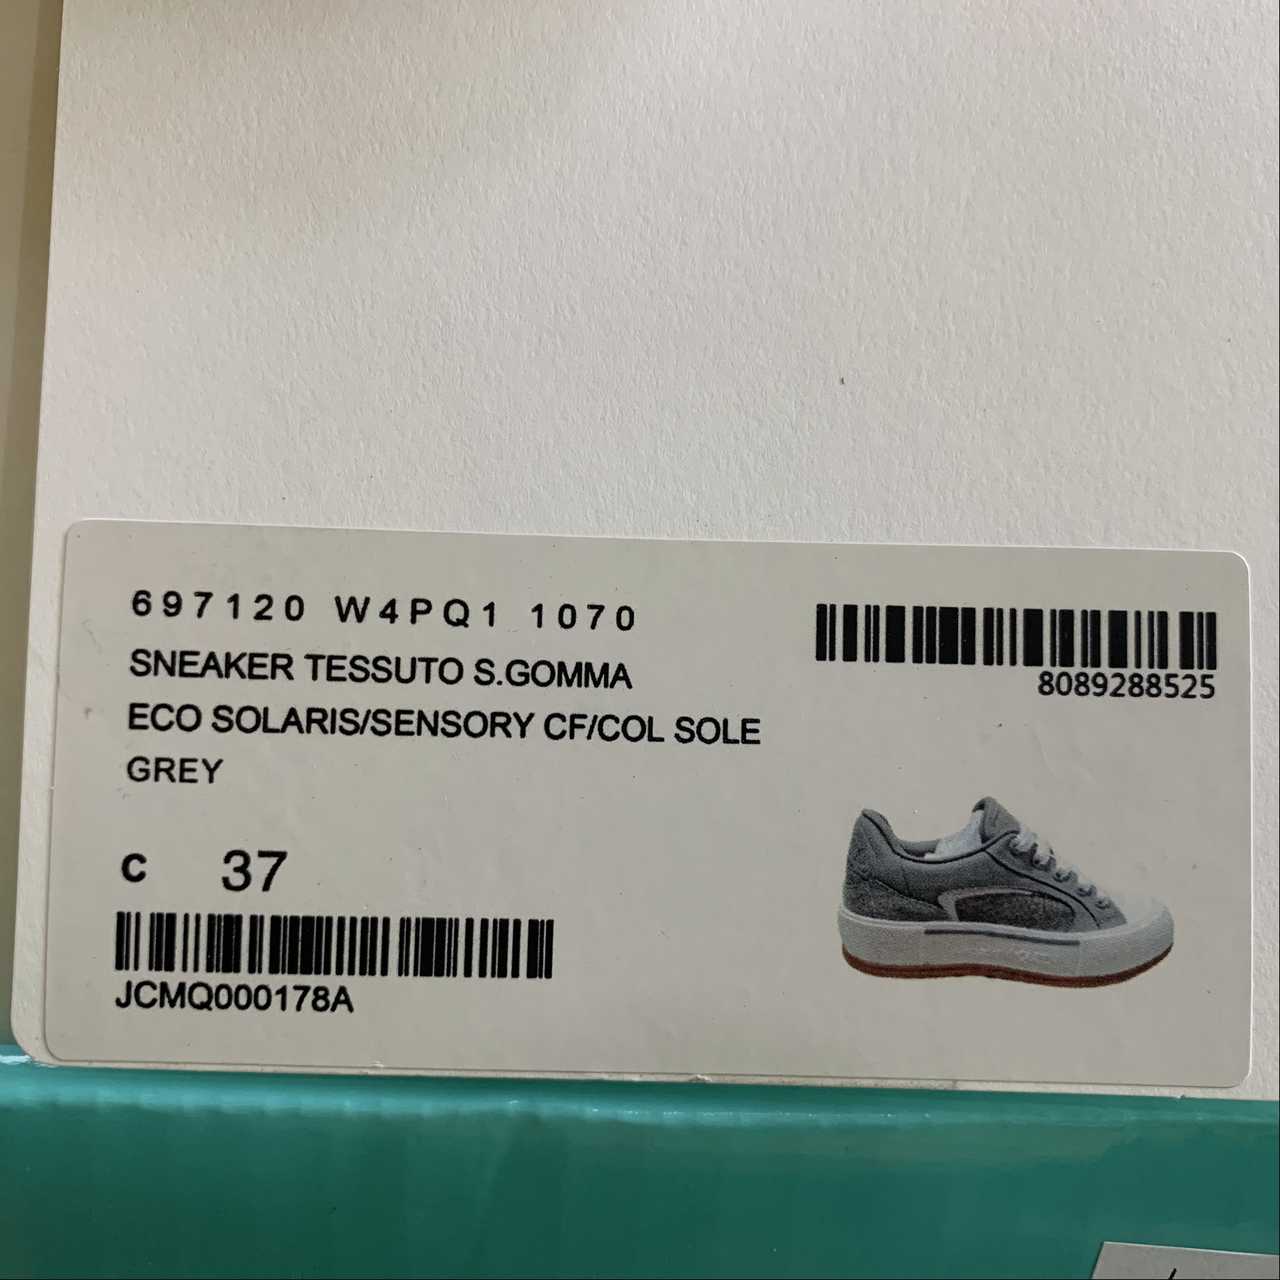 697120 W4PQ1 1070
SNEAKER TESSUTO S.GOMMA
ECO SOLARIS/SENSORY CF/COL SOLE
GREY
C 37
JCMQ000178A
8089288525